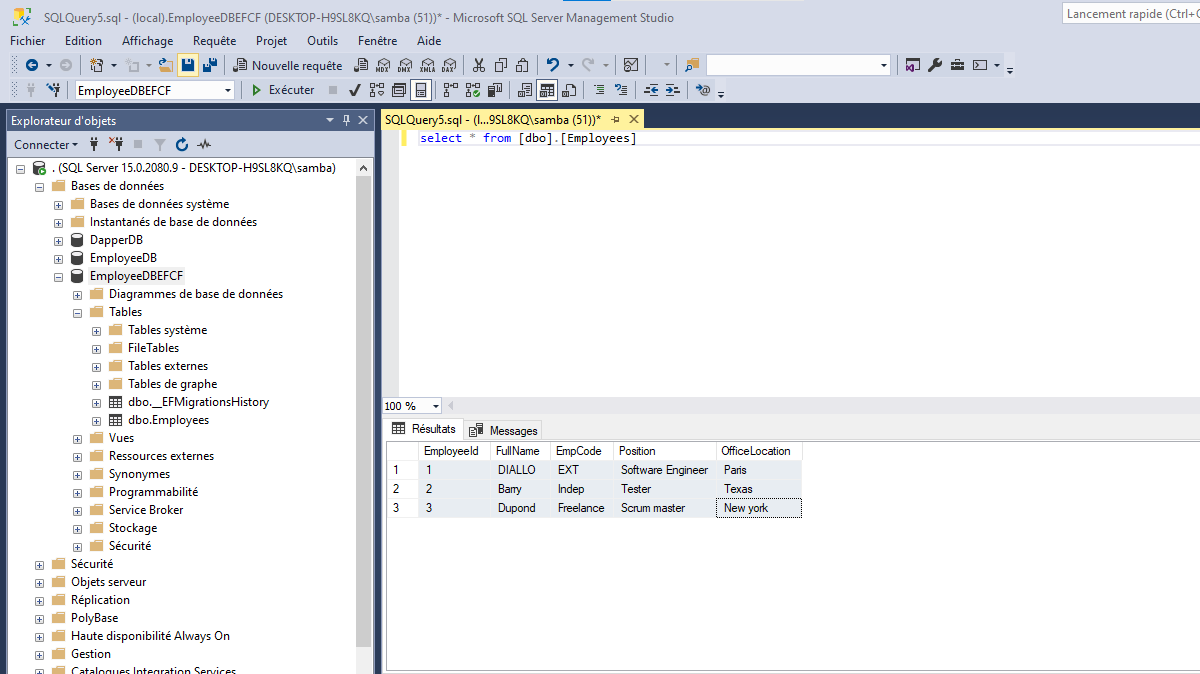 SQLQuery5.sql - (local).EmployeeDBEFCF (DESKTOP-H9SL8KQ\samba (51))* - Microsoft SQL Server Management Studio
Lancement rapide (Ctrl+
Fichier Edition Affichage Requête Projet Outils Fenêtre Aide
Nouvelle requête MDX DMX XMLA DAX
EmployeeDBEFCF Exécuter
Explorateur d'objets
Connecter
. (SQL Server 15.0.2080.9 - DESKTOP-H9SL8KQ\samba)
Bases de données
Bases de données système
Instantanés de base de données
DapperDB
EmployeeDB
EmployeeDBEFCF
Diagrammes de base de données
Tables
Tables système
FileTables
Tables externes
Tables de graphe
dbo.__EFMigrationsHistory
dbo.Employees
Vues
Ressources externes
Synonymes
Programmabilité
Service Broker
Stockage
Sécurité
Sécurité
Objets serveur
Réplication
PolyBase
Haute disponibilité Always On
Gestion
Catalogues Integration Services
SQLQuery5.sql - (l...9SL8KQ\samba (51))*
select * from [dbo].[Employees]
100 %
Résultats Messages
EmployeeId FullName EmpCode Position OfficeLocation
1 1 DIALLO EXT Software Engineer Paris
2 2 Barry Indep Tester Texas
3 3 Dupond Freelance Scrum master New york